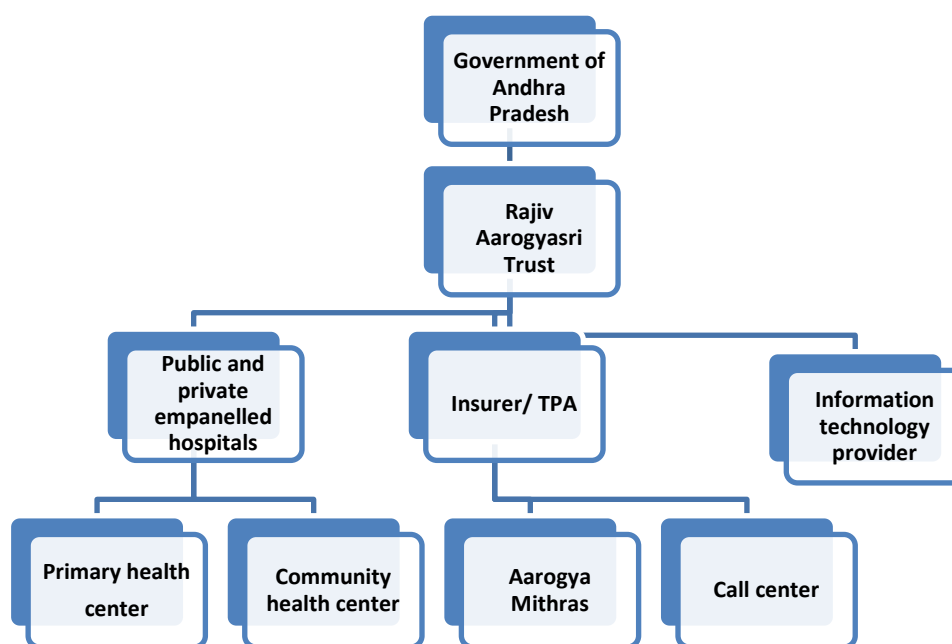 Government of
Andhra
Pradesh
Rajiv
Aarogyasri
Trust
Public and
private
empanelled
hospitals
Insurer/ TPA
Information
technology
provider
Primary health
center
Community
health center
Aarogya
Mithras
Call center